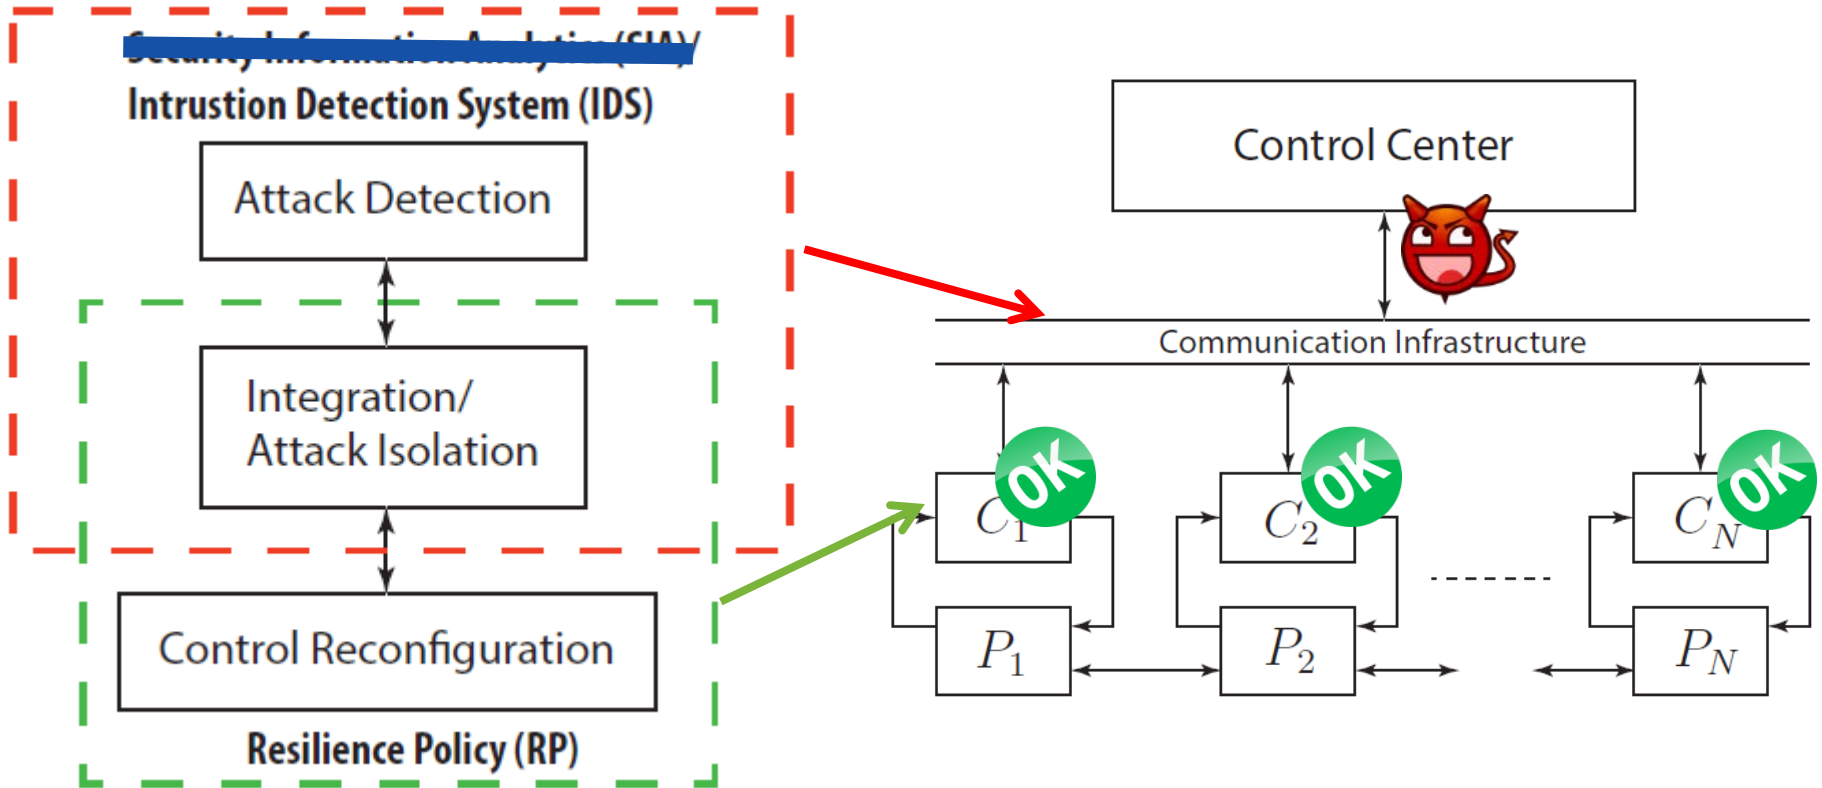 Intrustion Detection System (IDS)
Attack Detection
Integration/
Attack Isolation
Control Reconfiguration
Resilience Policy (RP)
Control Center
Communication Infrastructure
OK
OK
OK
C1
C2
CN
P1
P2
PN